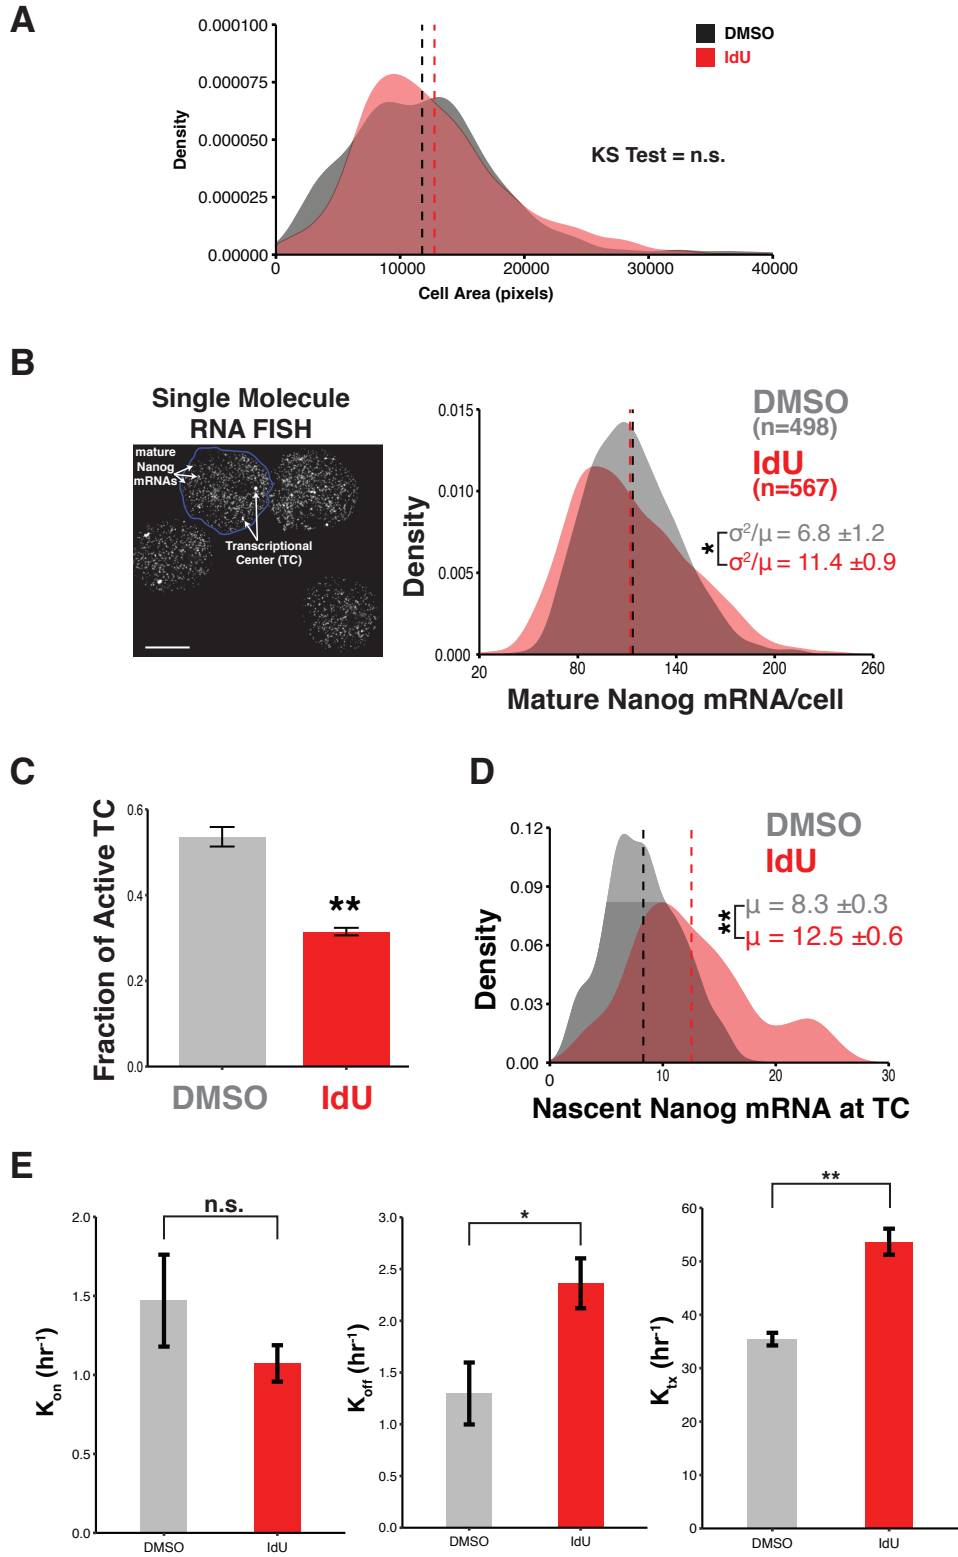 A
0.000100
0.000075
0.000050
0.000025
0.00000
Density
0
10000
20000
30000
40000
Cell Area (pixels)
DMSO
IdU
KS Test = n.s.
B
Single Molecule
RNA FISH
mature
Nanog
mRNAs
Transcriptional
Center (TC)
0.015
0.010
0.005
0.000
Density
20
80
140
200
260
Mature Nanog mRNA/cell
DMSO
(n=498)
IdU
(n=567)
*
σ²/μ = 6.8 ±1.2
σ²/μ = 11.4 ±0.9
C
Fraction of Active TC
0.6
0.4
0.2
0.0
**
DMSO
IdU
D
0.12
0.09
0.06
0.03
0.00
Density
0
10
20
30
Nascent Nanog mRNA at TC
DMSO
IdU
**
μ = 8.3 ±0.3
μ = 12.5 ±0.6
E
n.s.
2.0
1.5
1.0
0.5
0.0
Kon (hr⁻¹)
DMSO
IdU
*
3.0
2.5
2.0
1.5
1.0
0.5
0.0
Koff (hr⁻¹)
DMSO
IdU
**
60
50
40
30
20
10
0
Ktx (hr⁻¹)
DMSO
IdU